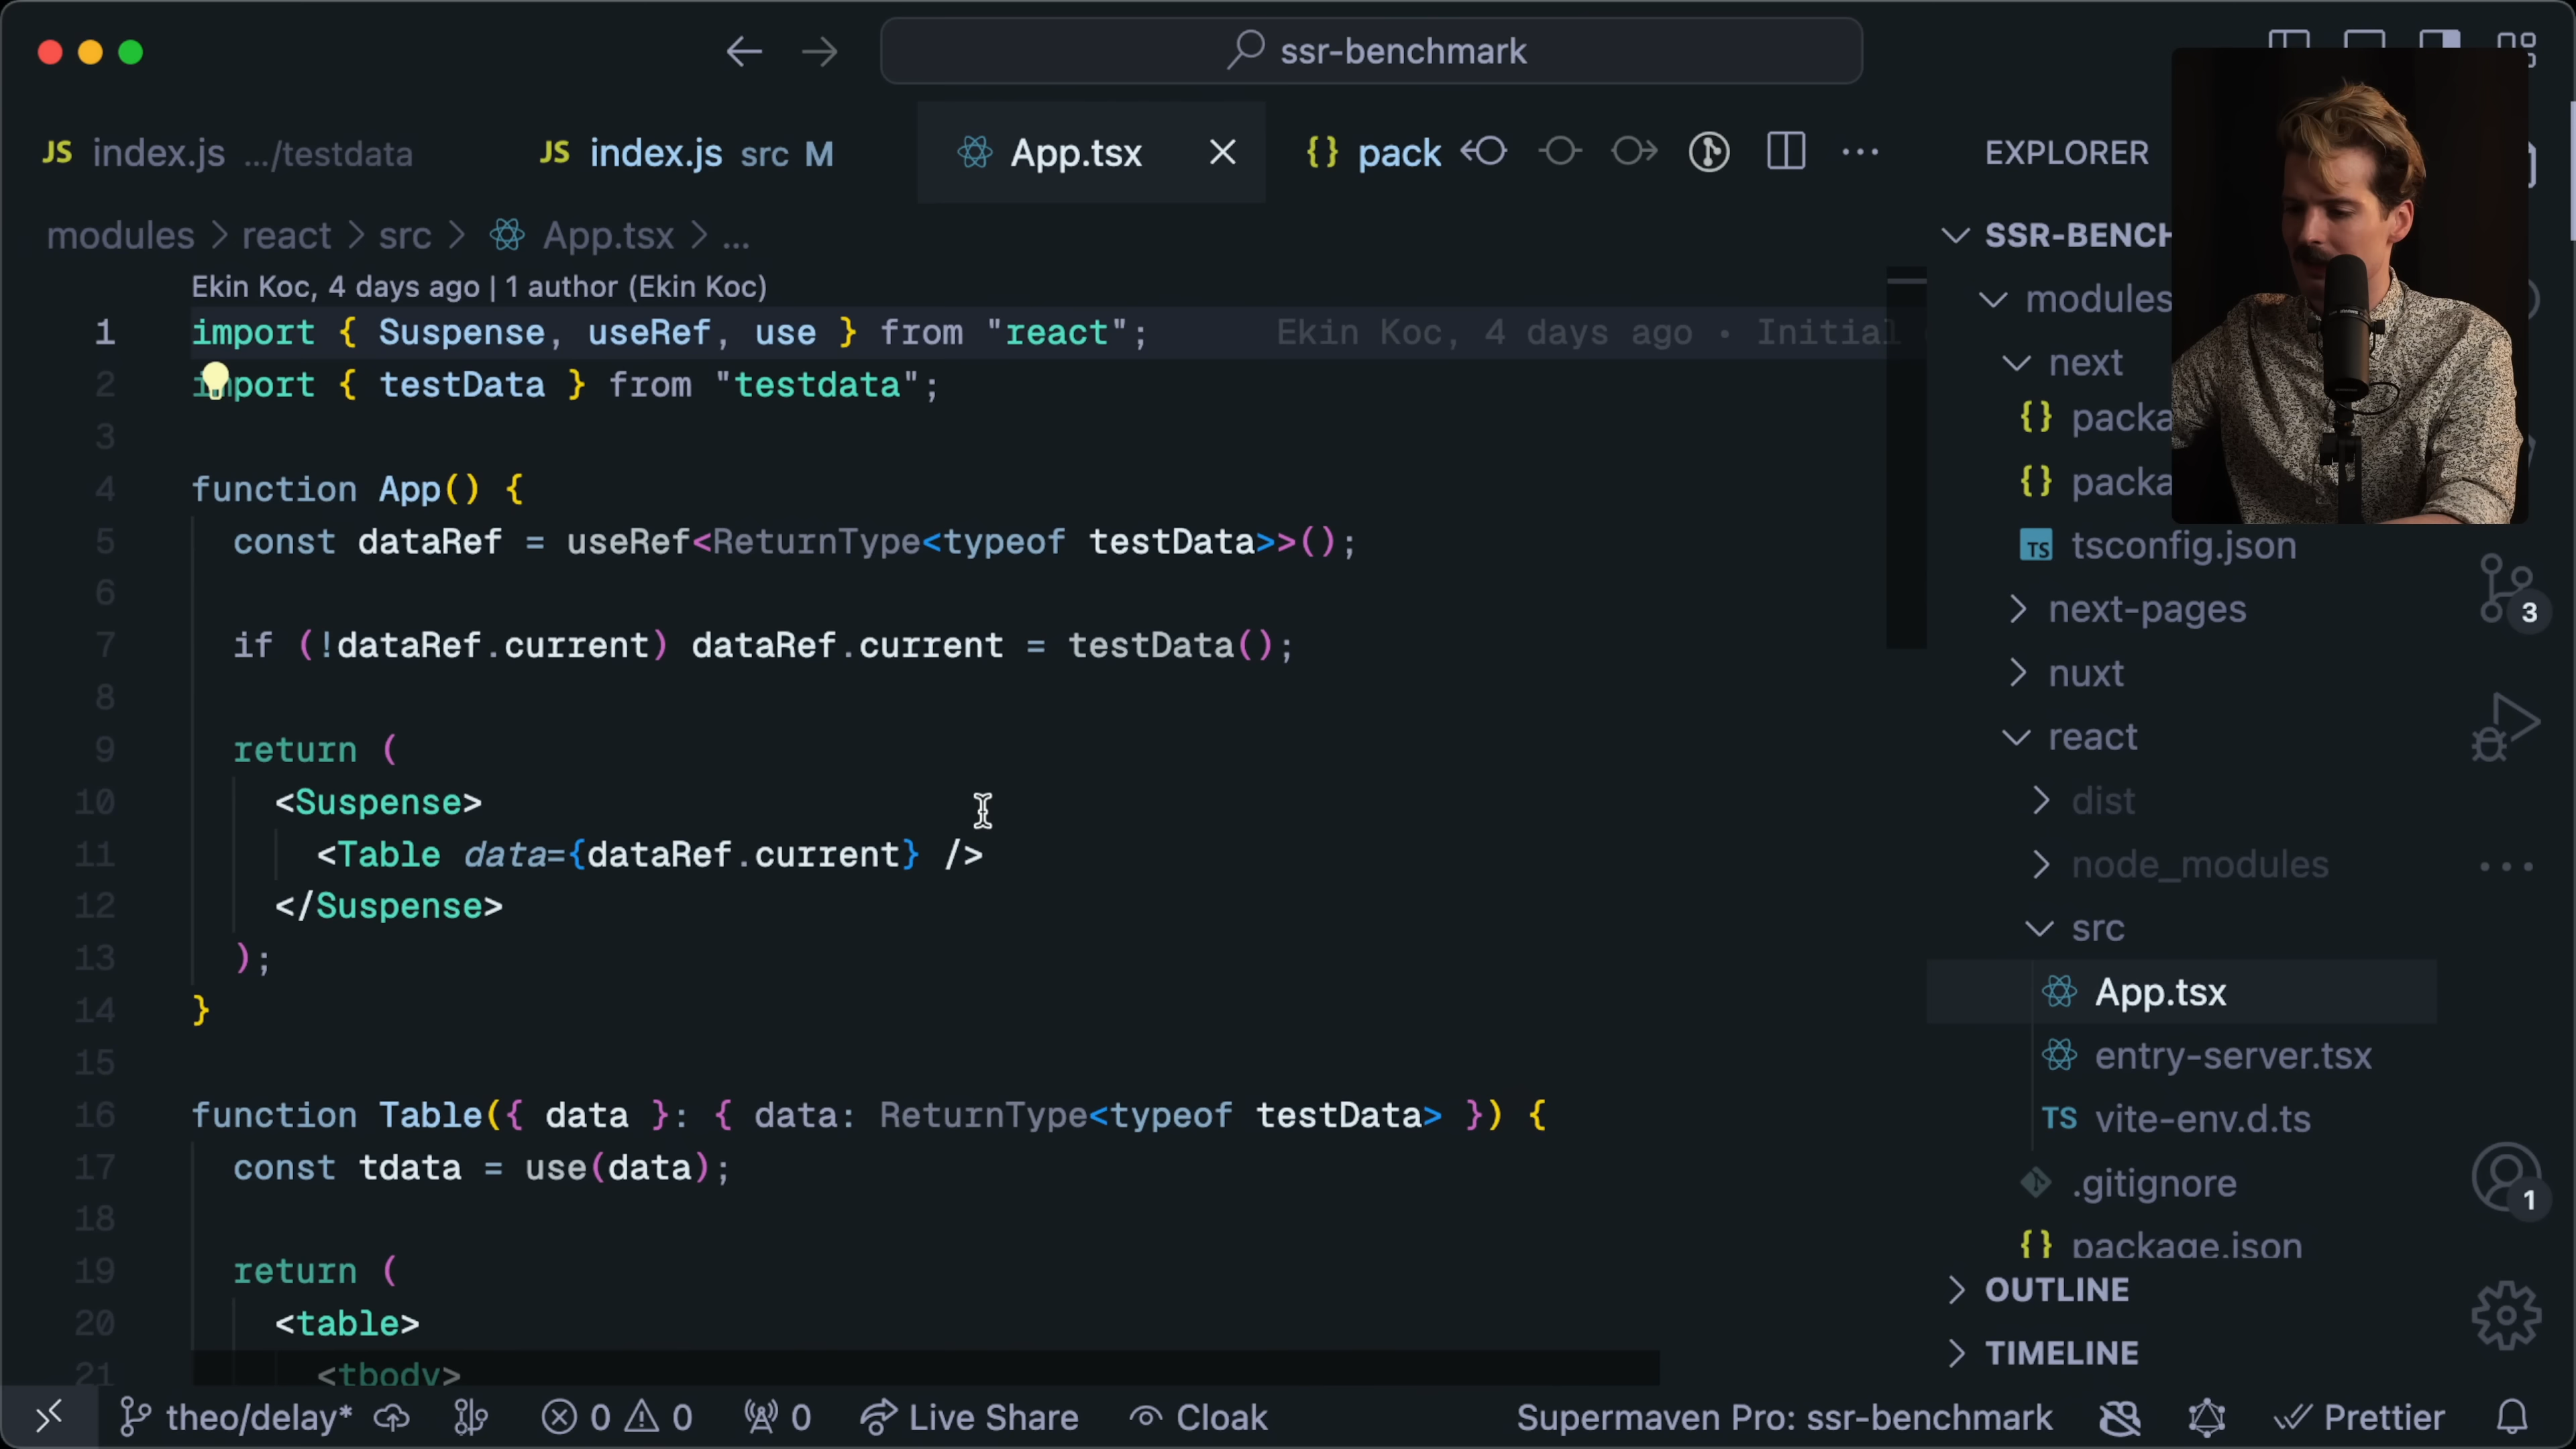 ssr-benchmark
JS index.js .../testdata
JS index.js src M
App.tsx
{} pack
EXPLORER
modules > react > src > App.tsx > ...
Ekin Koc, 4 days ago | 1 author (Ekin Koc)
1 import { Suspense, useRef, use } from "react"; Ekin Koc, 4 days ago • Initial
2 import { testData } from "testdata";
3
4 function App() {
5 const dataRef = useRef<ReturnType<typeof testData>>();
6
7 if (!dataRef.current) dataRef.current = testData();
8
9 return (
10 <Suspense>
11 <Table data={dataRef.current} />
12 </Suspense>
13 );
14 }
15
16 function Table({ data }: { data: ReturnType<typeof testData> }) {
17 const tdata = use(data);
18
19 return (
20 <table>
21 <tbody>
SSR-BENCH
modules
next
{} packa
{} packa
TS tsconfig.json
next-pages
nuxt
react
dist
node_modules
src
App.tsx
entry-server.tsx
TS vite-env.d.ts
.gitignore
{} package.json
OUTLINE
TIMELINE
3
1
theo/delay* 0 0 0 Live Share Cloak Supermaven Pro: ssr-benchmark Prettier